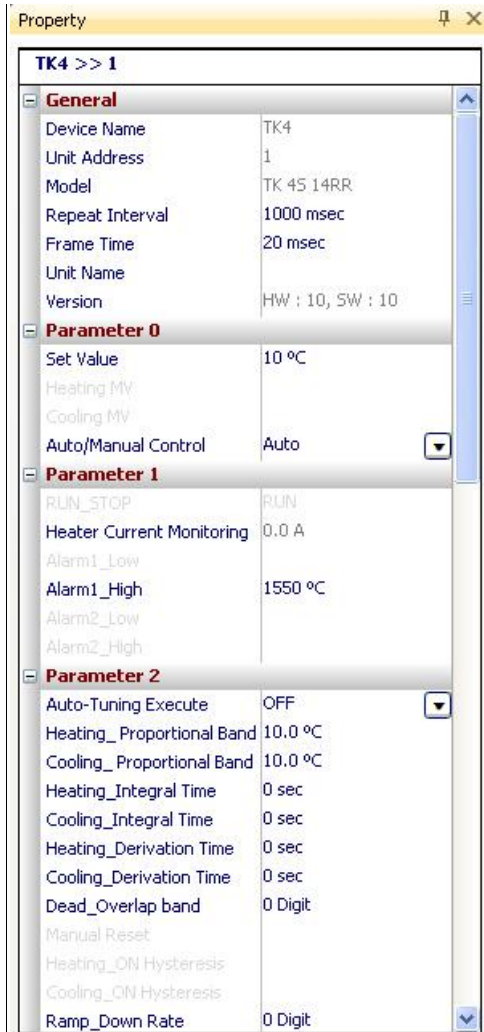 Property
TK4 >> 1
General
Device Name TK4
Unit Address 1
Model TK 4S 14RR
Repeat Interval 1000 msec
Frame Time 20 msec
Unit Name
Version HW : 10, SW : 10
Parameter 0
Set Value 10 ºC
Heating MV
Cooling MV
Auto/Manual Control Auto
Parameter 1
RUN_STOP RUN
Heater Current Monitoring 0.0 A
Alarm1_Low
Alarm1_High 1550 ºC
Alarm2_Low
Alarm2_High
Parameter 2
Auto-Tuning Execute OFF
Heating_ Proportional Band 10.0 ºC
Cooling_ Proportional Band 10.0 ºC
Heating_Integral Time 0 sec
Cooling_Integral Time 0 sec
Heating_Derivation Time 0 sec
Cooling_Derivation Time 0 sec
Dead_Overlap band 0 Digit
Manual Reset
Heating_ON Hysteresis
Cooling_ON Hysteresis
Ramp_Down Rate 0 Digit